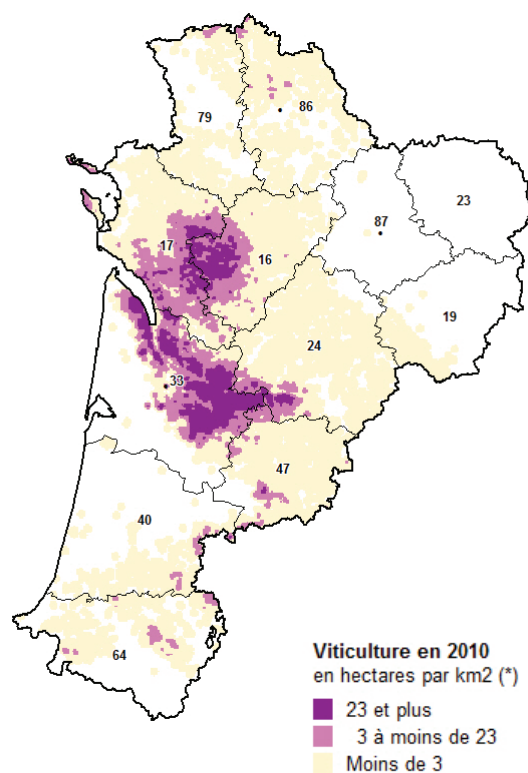 86
79
23
87
17
16
19
24
33
47
40
64
Viticulture en 2010
en hectares par km2 (*)
23 et plus
3 à moins de 23
Moins de 3